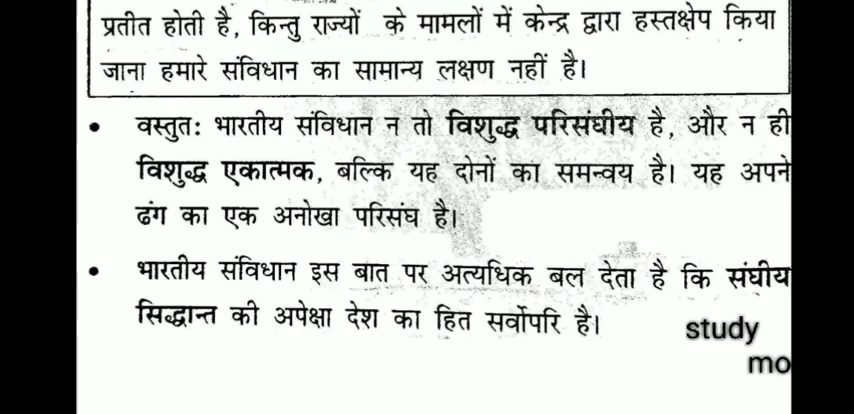 प्रतीत होती है, किन्तु राज्यों के मामलों में केन्द्र द्वारा हस्तक्षेप किया
जाना हमारे संविधान का सामान्य लक्षण नहीं है।
• वस्तुतः भारतीय संविधान न तो विशुद्ध परिसंघीय है, और न ही
विशुद्ध एकात्मक, बल्कि यह दोनों का समन्वय है। यह अपने
ढंग का एक अनोखा परिसंघ है।
• भारतीय संविधान इस बात पर अत्यधिक बल देता है कि संघीय
सिद्धान्त की अपेक्षा देश का हित सर्वोपरि है।
study
mo